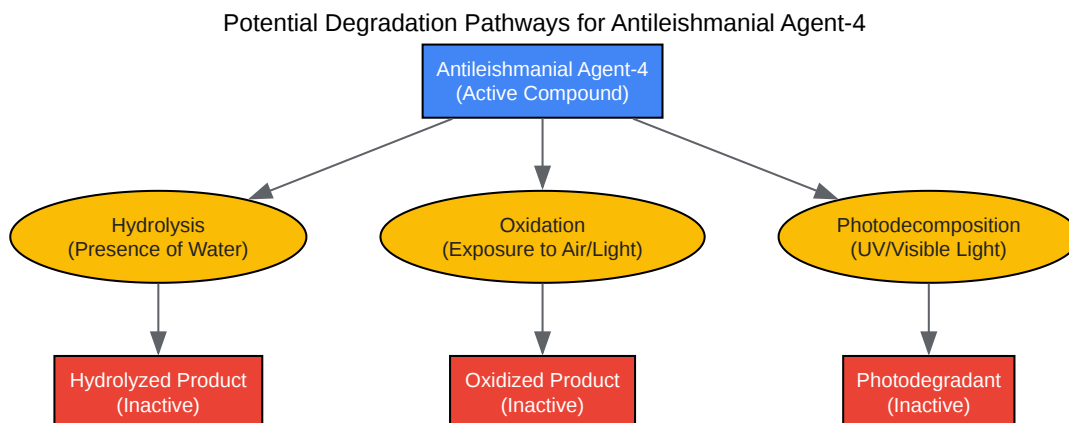 Potential Degradation Pathways for Antileishmanial Agent-4
Antileishmanial Agent-4
(Active Compound)
Hydrolysis
(Presence of Water)
Oxidation
(Exposure to Air/Light)
Photodecomposition
(UV/Visible Light)
Hydrolyzed Product
(Inactive)
Oxidized Product
(Inactive)
Photodegradant
(Inactive)